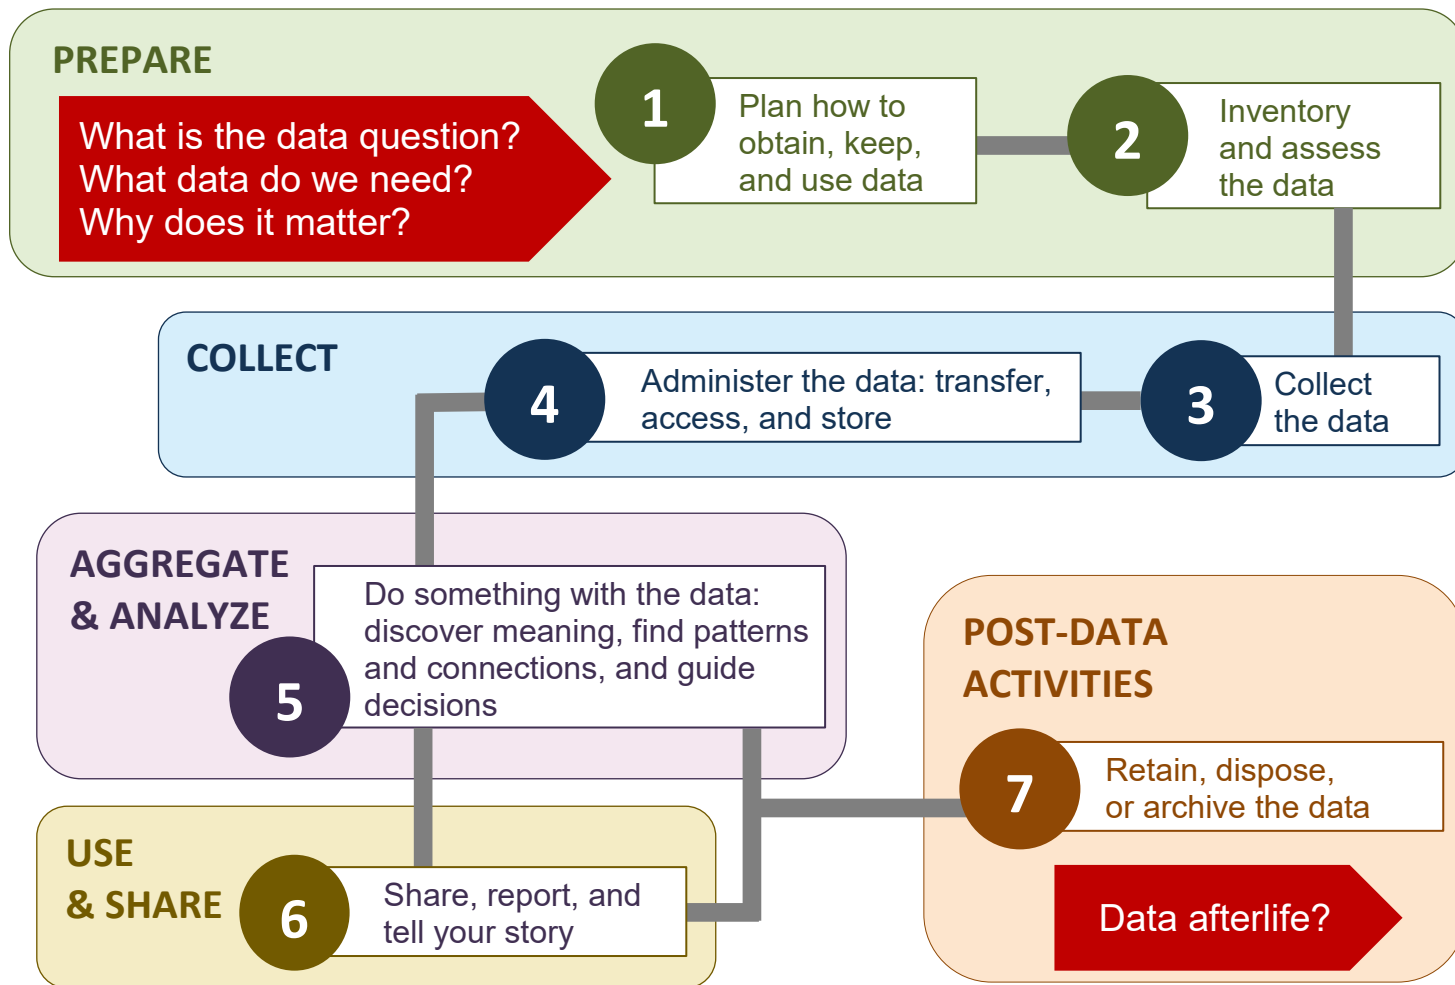 PREPARE
What is the data question?
What data do we need?
Why does it matter?
1
Plan how to
obtain, keep,
and use data
2
Inventory
and assess
the data
COLLECT
3
Collect
the data
4
Administer the data: transfer,
access, and store
AGGREGATE
& ANALYZE
5
Do something with the data:
discover meaning, find patterns
and connections, and guide
decisions
USE
& SHARE
6
Share, report, and
tell your story
POST-DATA
ACTIVITIES
7
Retain, dispose,
or archive the data
Data afterlife?